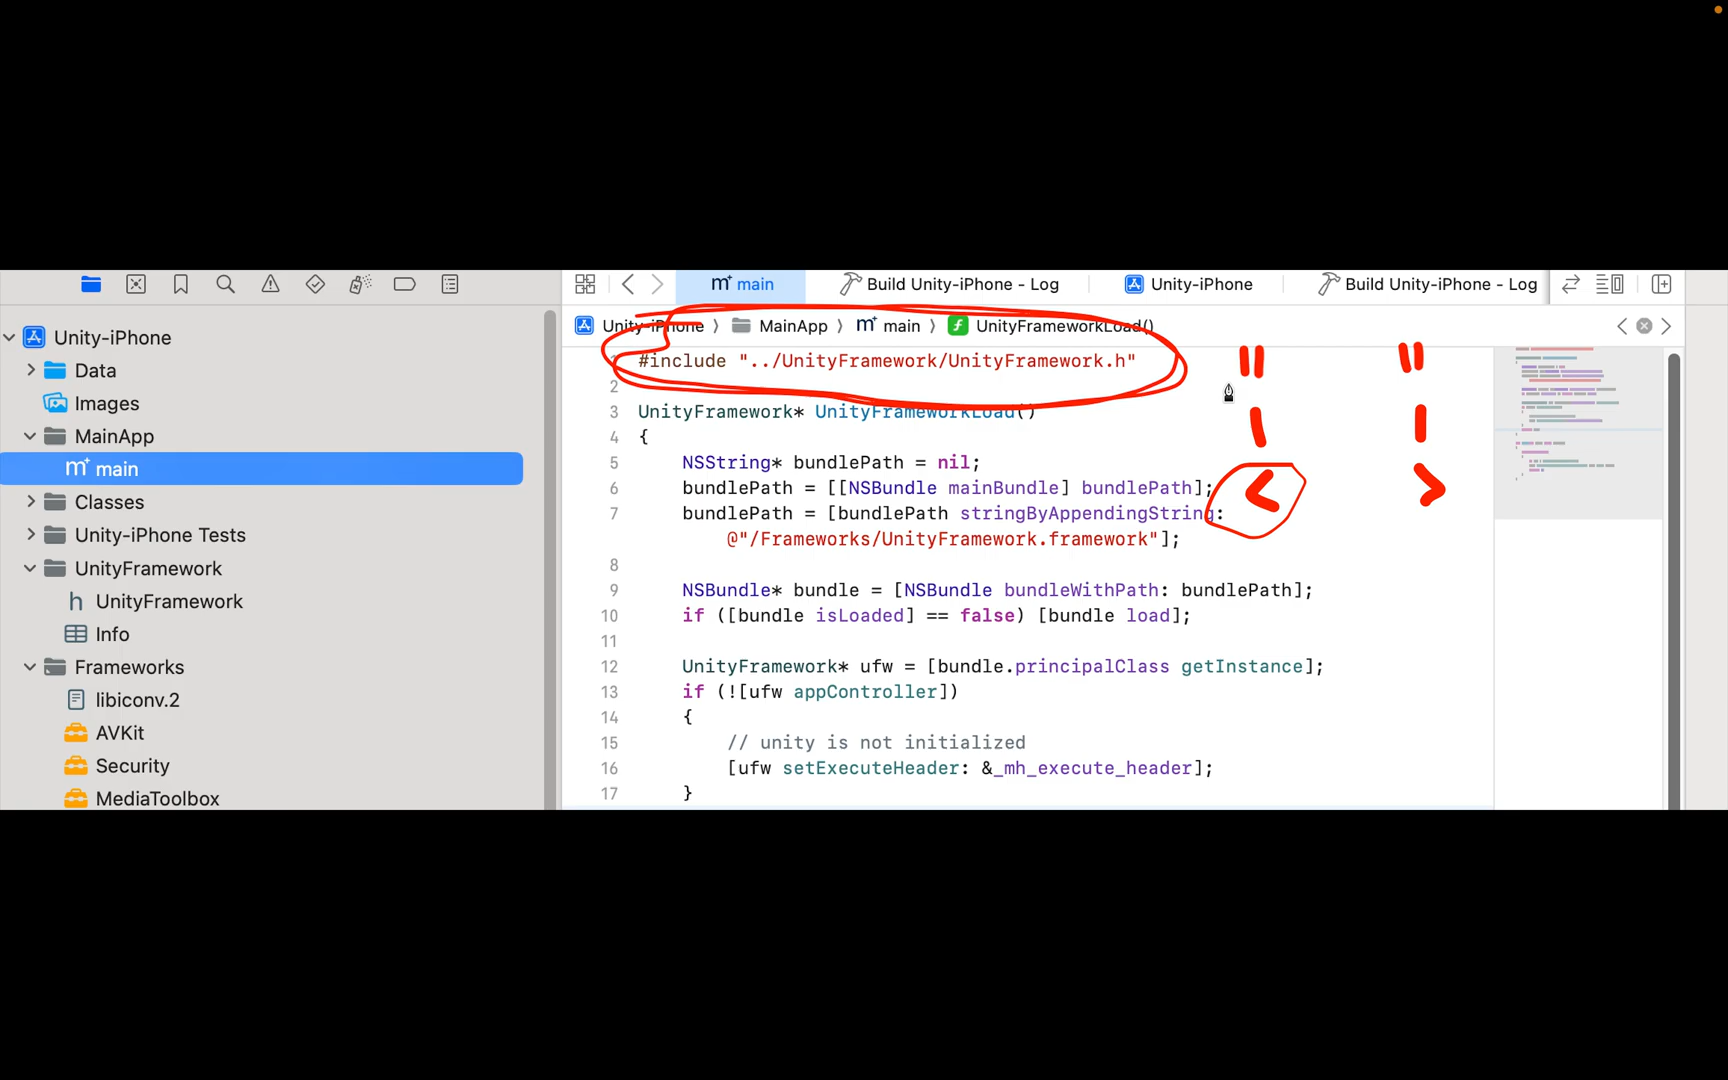 main
Build Unity-iPhone – Log
Unity-iPhone
Build Unity-iPhone – Log
Unity-iPhone
MainApp
main
UnityFrameworkLoad()
Unity-iPhone
Data
Images
MainApp
main
Classes
Unity-iPhone Tests
UnityFramework
h UnityFramework
Info
Frameworks
libiconv.2
AVKit
Security
MediaToolbox
1 #include "../UnityFramework/UnityFramework.h"
2
3 UnityFramework* UnityFrameworkLoad()
4 {
5 NSString* bundlePath = nil;
6 bundlePath = [[NSBundle mainBundle] bundlePath];
7 bundlePath = [bundlePath stringByAppendingString:
@"/Frameworks/UnityFramework.framework"];
8
9 NSBundle* bundle = [NSBundle bundleWithPath: bundlePath];
10 if ([bundle isLoaded] == false) [bundle load];
11
12 UnityFramework* ufw = [bundle.principalClass getInstance];
13 if (![ufw appController])
14 {
15 // unity is not initialized
16 [ufw setExecuteHeader: &_mh_execute_header];
17 }
" "
< >